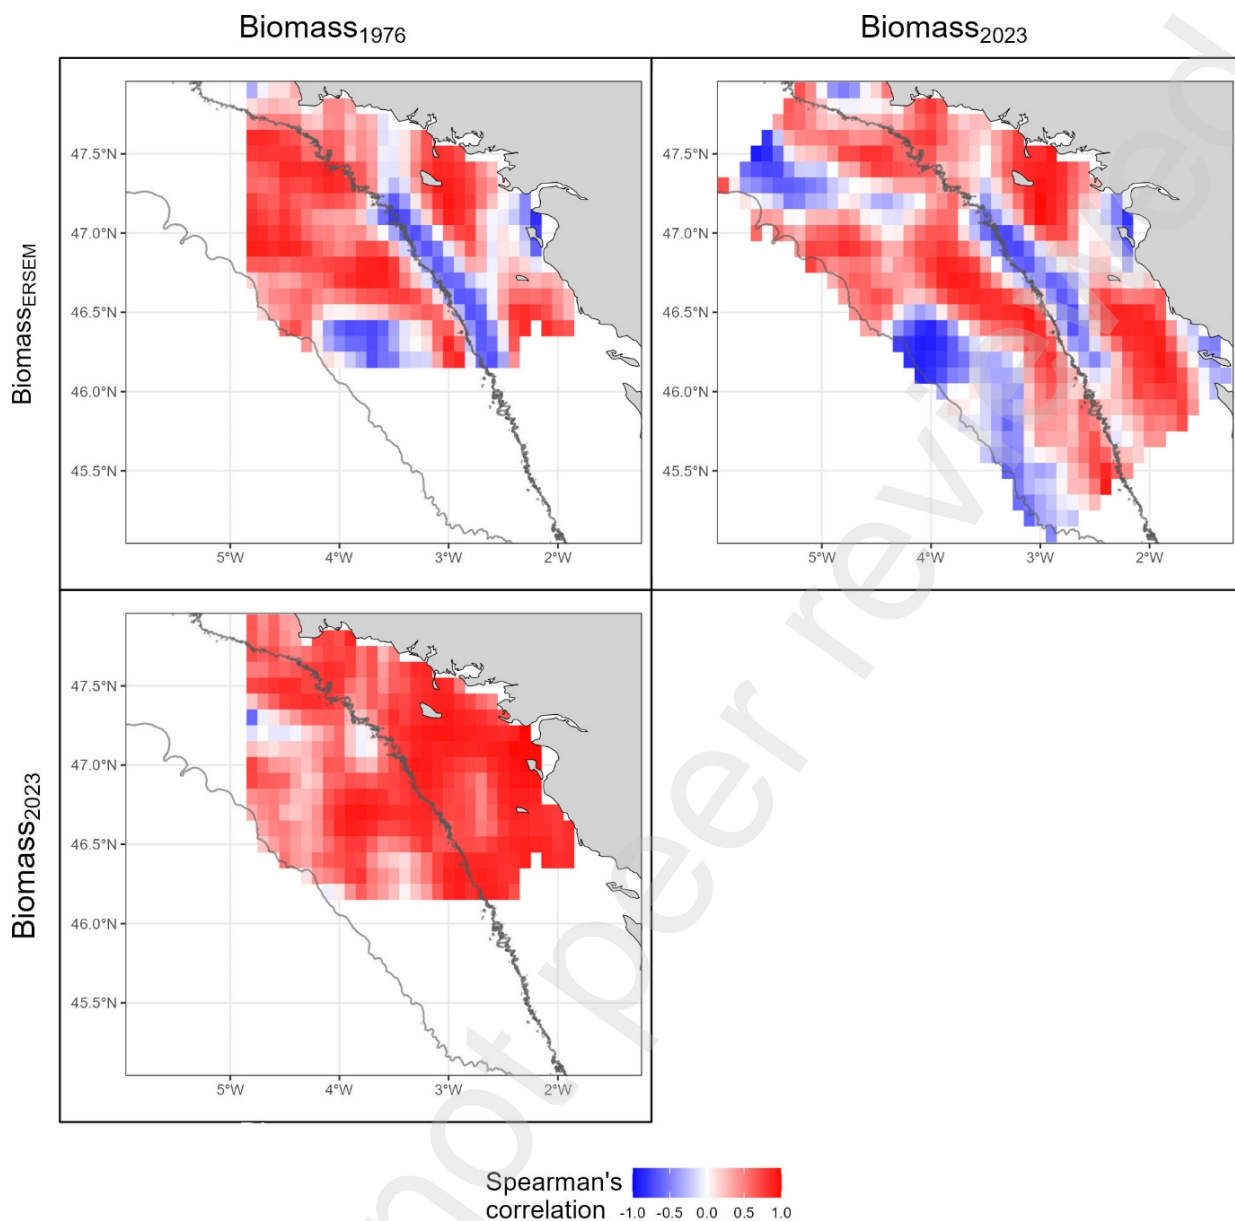 Biomass1976
Biomass2023
BiomassERSEM
47.5°N
47.0°N
46.5°N
46.0°N
45.5°N
5°W
4°W
3°W
2°W
47.5°N
47.0°N
46.5°N
46.0°N
45.5°N
5°W
4°W
3°W
2°W
Biomass2023
47.5°N
47.0°N
46.5°N
46.0°N
45.5°N
5°W
4°W
3°W
2°W
Spearman's
correlation
-1.0 -0.5 0.0 0.5 1.0
not peer reviewed